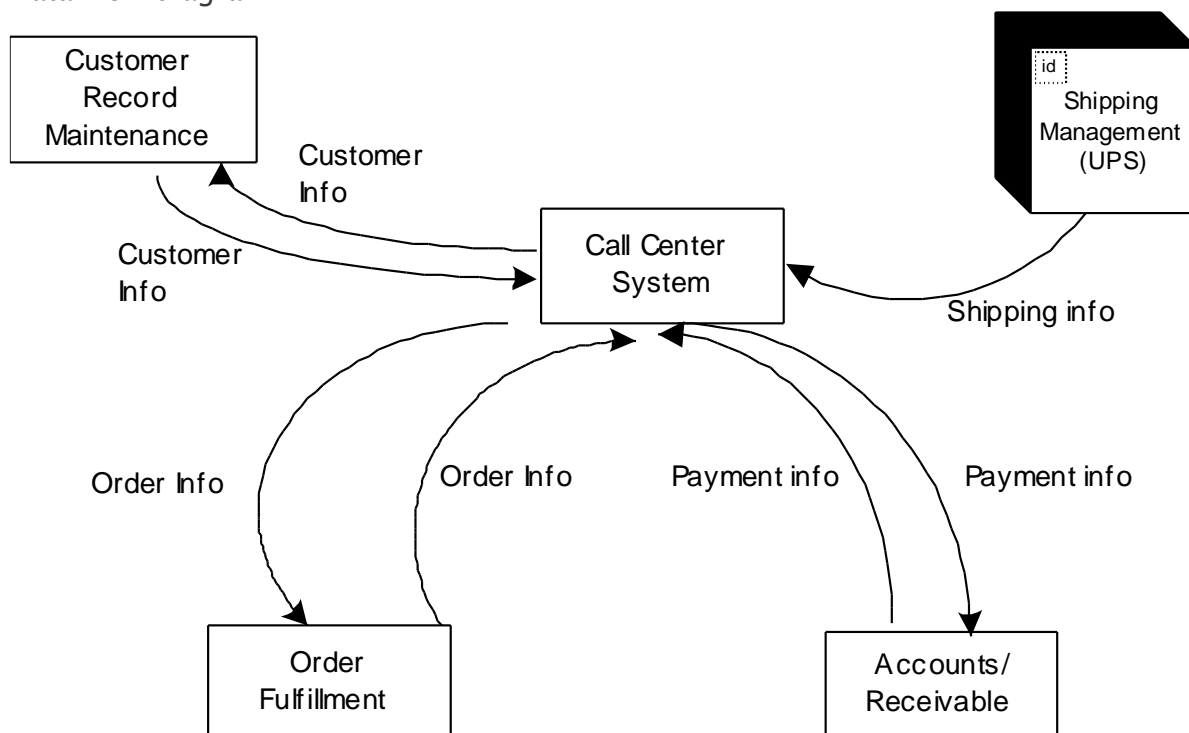 Customer
Record
Maintenance
id
Shipping
Management
(UPS)
Customer
Info
Call Center
System
Customer
Info
Shipping info
Order Info
Order Info
Payment info
Payment info
Order
Fulfillment
Accounts/
Receivable